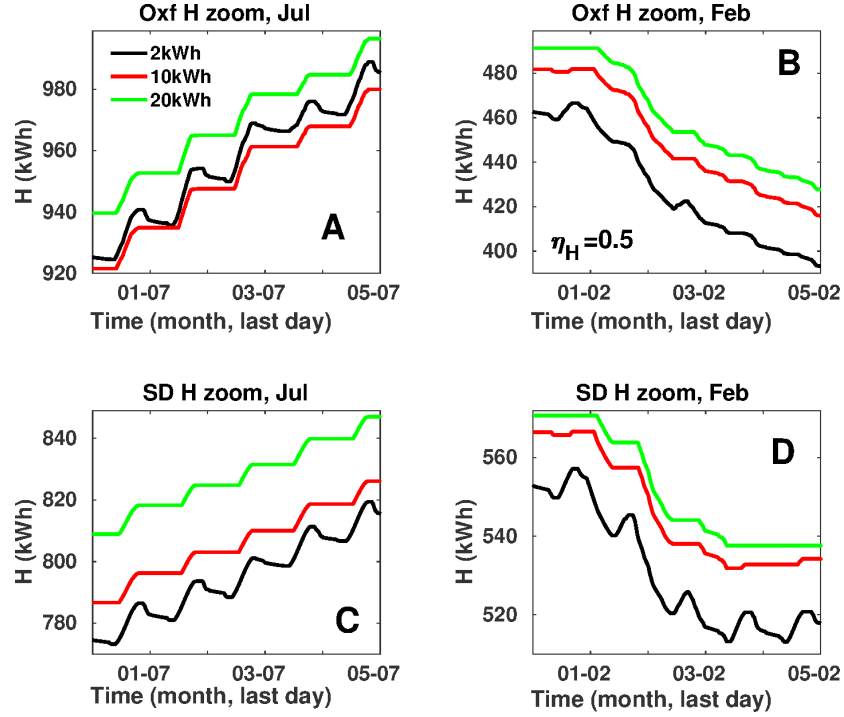 Oxf H zoom, Jul
Oxf H zoom, Feb
2kWh
10kWh
20kWh
980
960
940
920
H (kWh)
A
01-07
03-07
05-07
Time (month, last day)
480
460
440
420
400
H (kWh)
B
ηH=0.5
01-02
03-02
05-02
Time (month, last day)
SD H zoom, Jul
SD H zoom, Feb
840
820
800
780
H (kWh)
C
01-07
03-07
05-07
Time (month, last day)
560
540
520
H (kWh)
D
01-02
03-02
05-02
Time (month, last day)